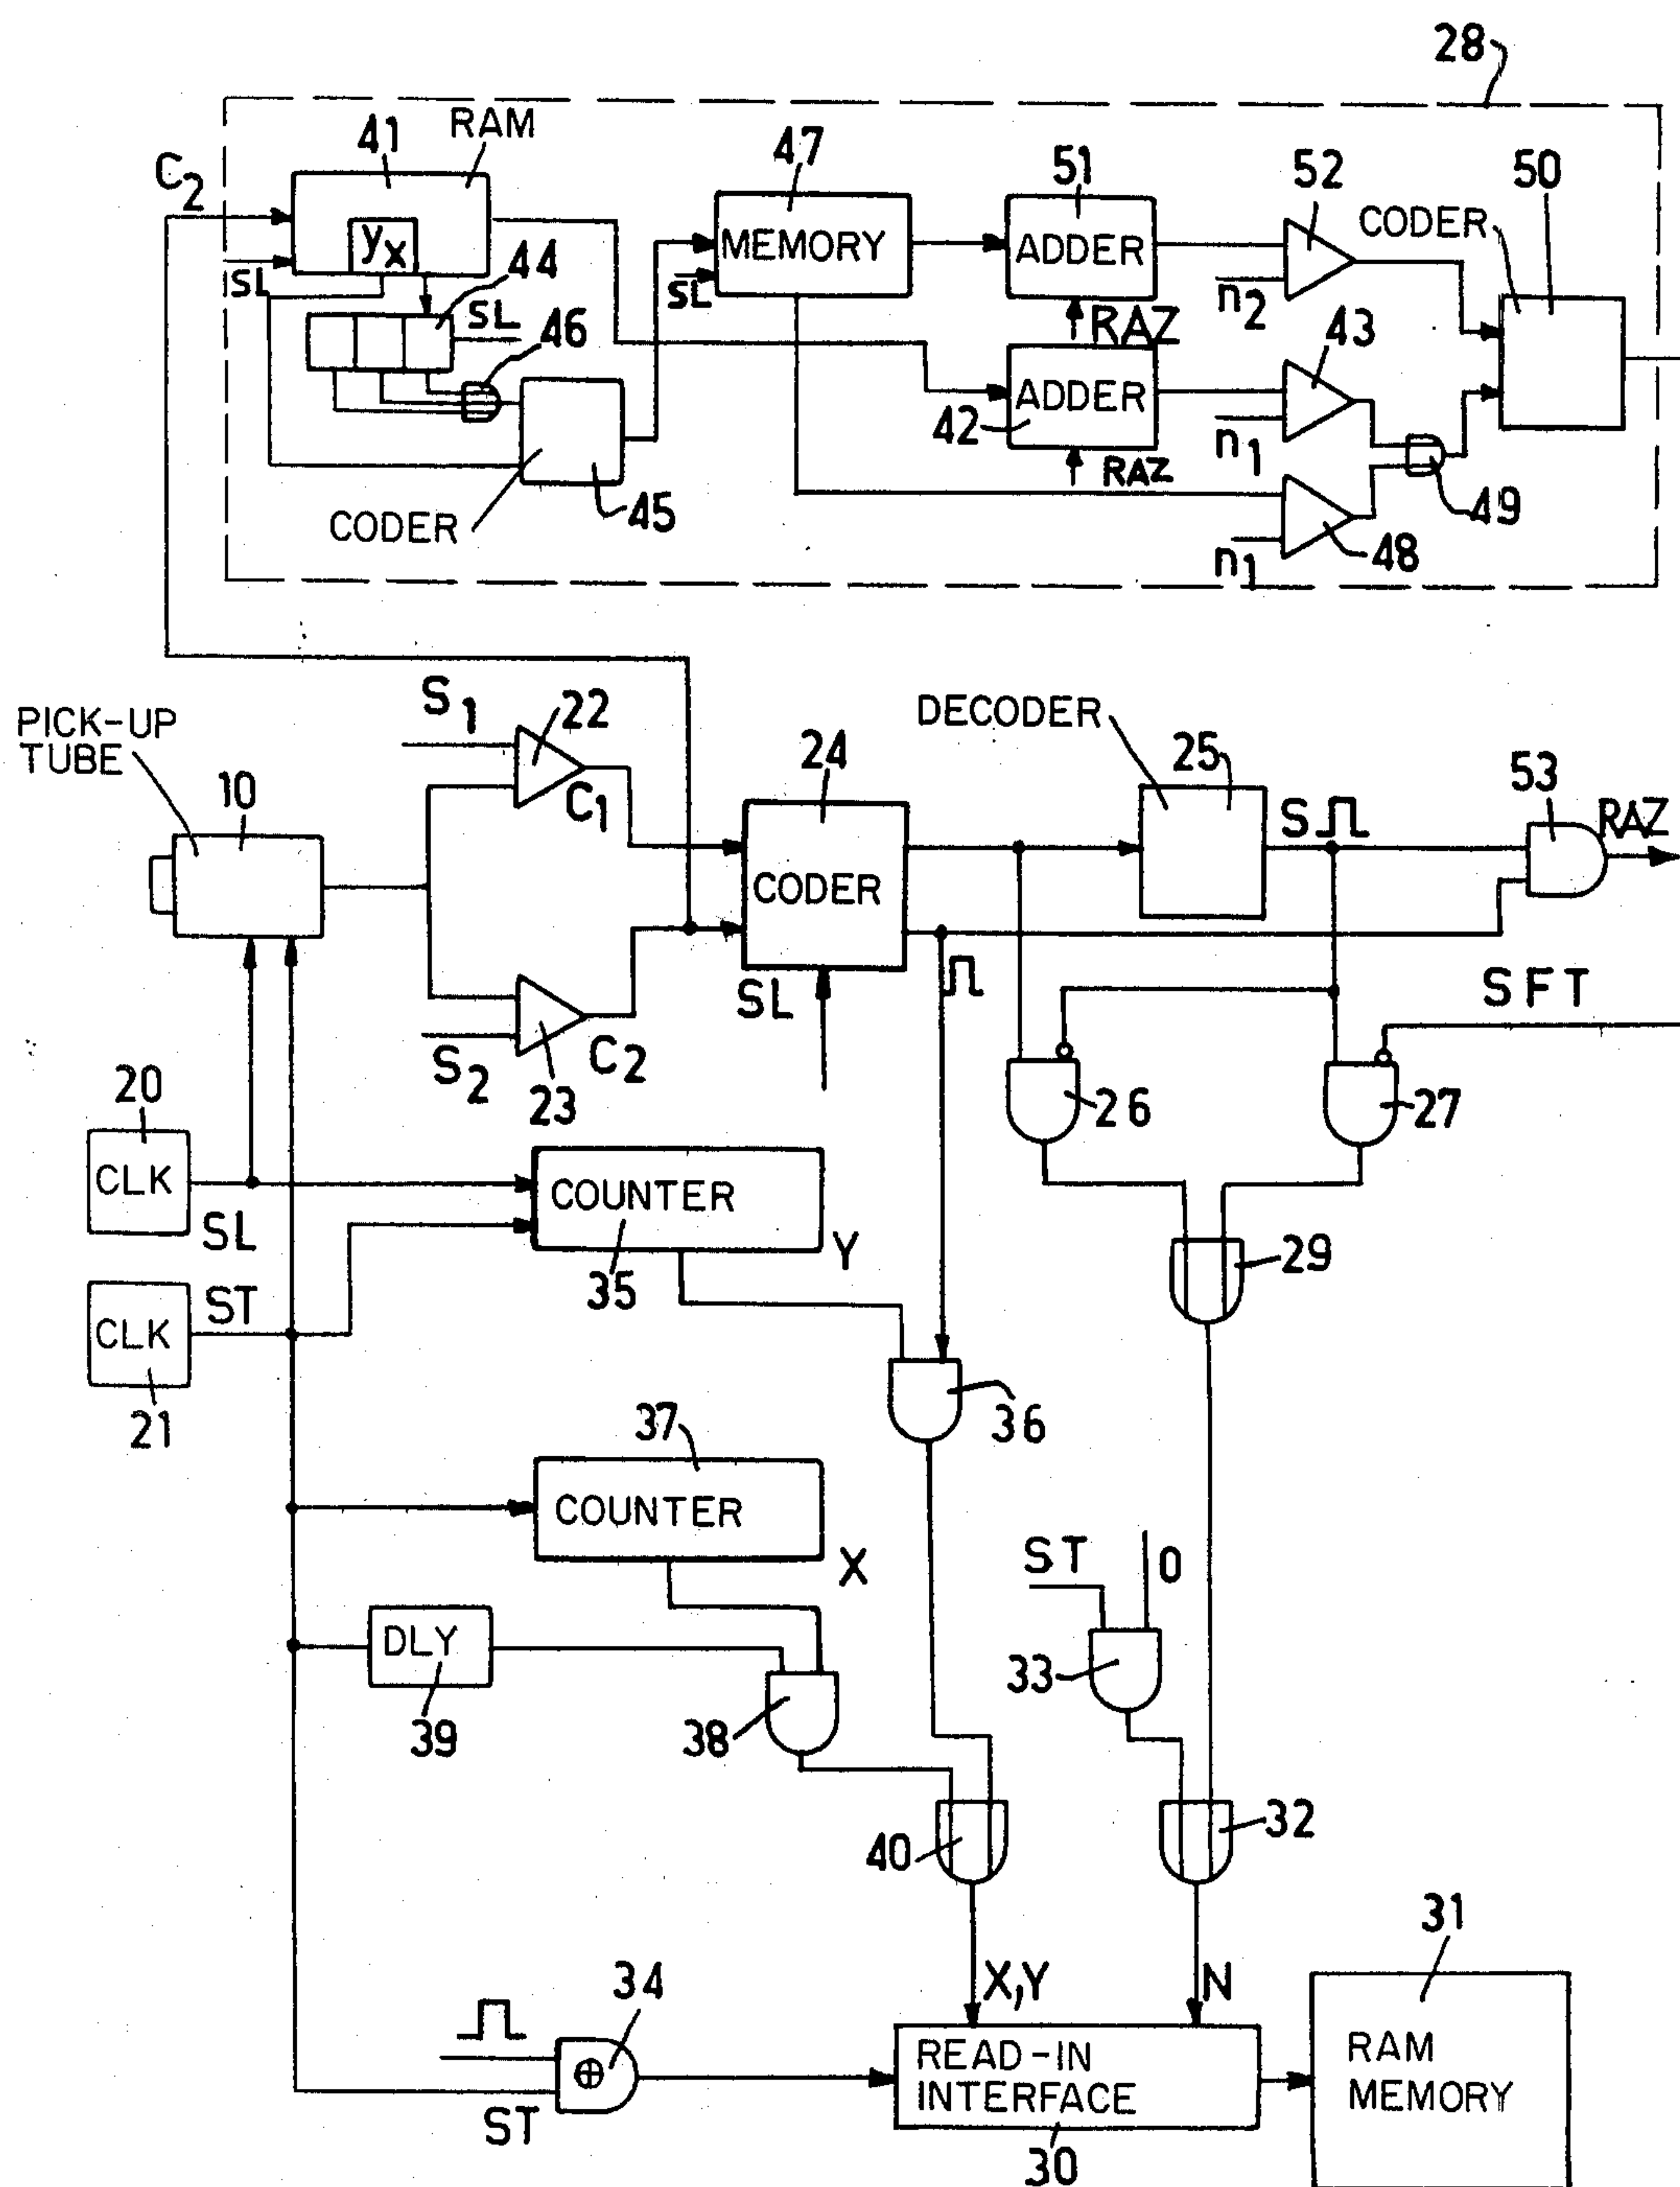 28
RAM
41
47
51
52
50
C2
CODER
yx
MEMORY
ADDER
44
SL
SL
SL
n2
46
RAZ
43
ADDER
42
n1
RAZ
49
CODER
45
48
n1
S1
22
DECODER
PICK-UP
TUBE
24
25
53
10
C1
S
RAZ
CODER
SL
SFT
S2
C2
23
20
26
27
CLK
COUNTER
SL
35
Y
29
ST
CLK
21
36
37
COUNTER
ST
O
X
DLY
33
39
38
40
32
31
34
X,Y
N
READ-IN
INTERFACE
RAM
MEMORY
ST
30